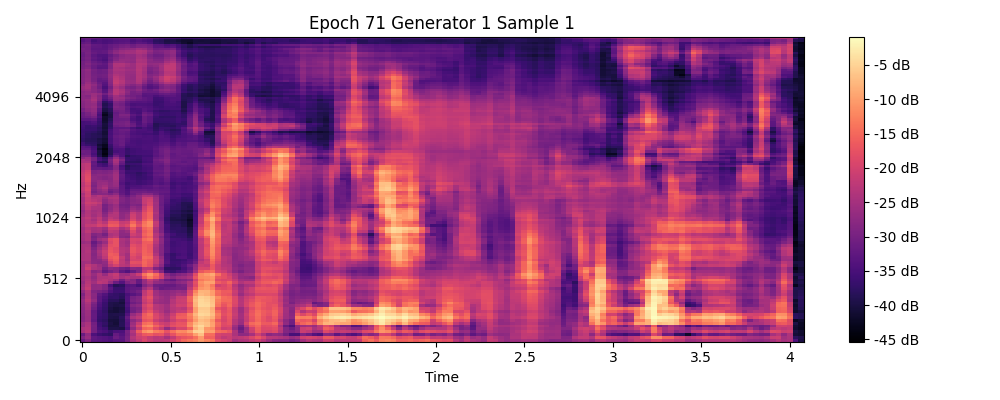 Epoch 71 Generator 1 Sample 1
Hz
4096
2048
1024
512
0
0 0.5 1 1.5 2 2.5 3 3.5 4
Time
-5 dB
-10 dB
-15 dB
-20 dB
-25 dB
-30 dB
-35 dB
-40 dB
-45 dB